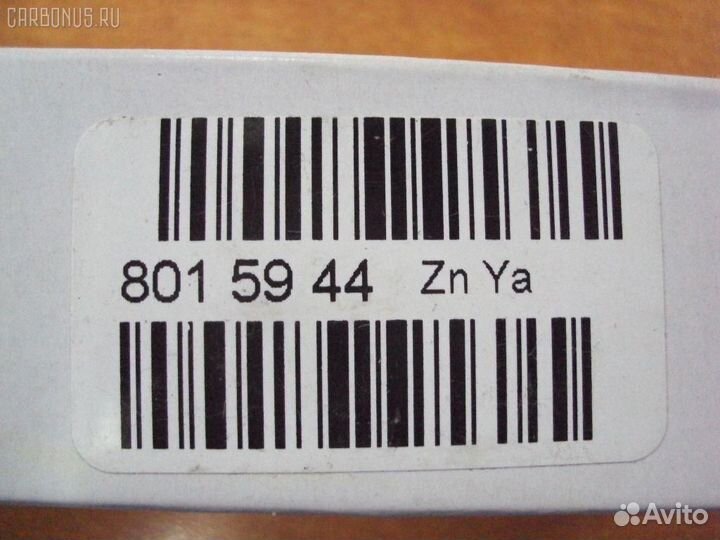 CARBONUS.RU
801 59 44 Zn Ya
Avito